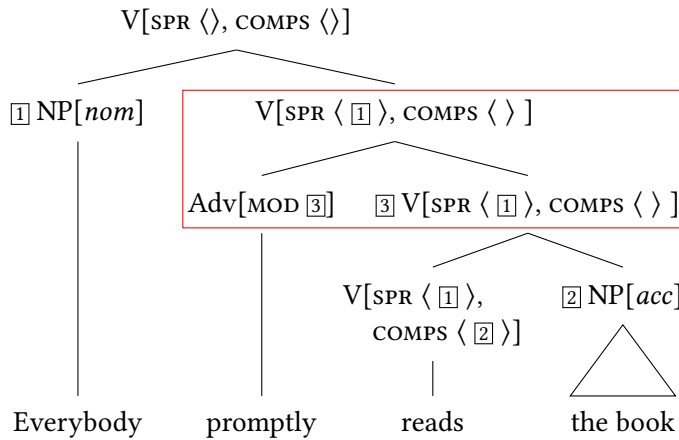 V[SPR ⟨⟩, COMPS ⟨⟩]
1 NP[nom] V[SPR ⟨ 1 ⟩, COMPS ⟨ ⟩ ]
Adv[MOD 3] 3 V[SPR ⟨ 1 ⟩, COMPS ⟨ ⟩ ]
V[SPR ⟨ 1 ⟩, 2 NP[acc]
COMPS ⟨ 2 ⟩]
Everybody promptly reads the book